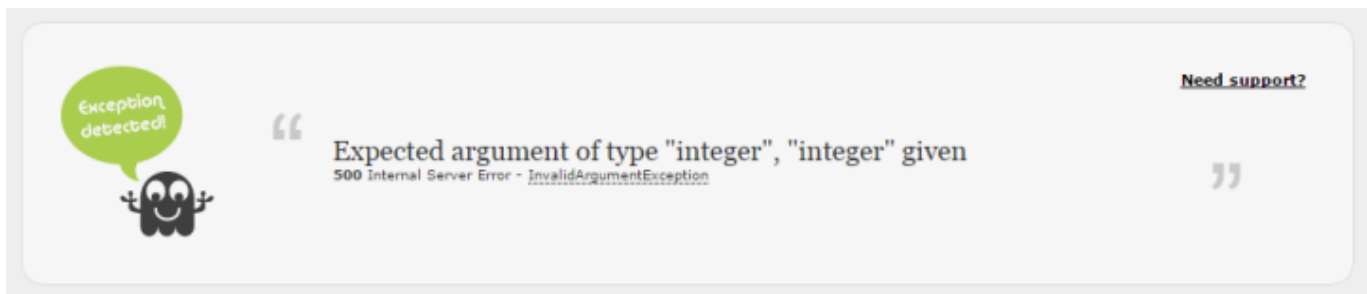 Need support?
Exception
detected!
“
Expected argument of type "integer", "integer" given
500 Internal Server Error - InvalidArgumentException
”